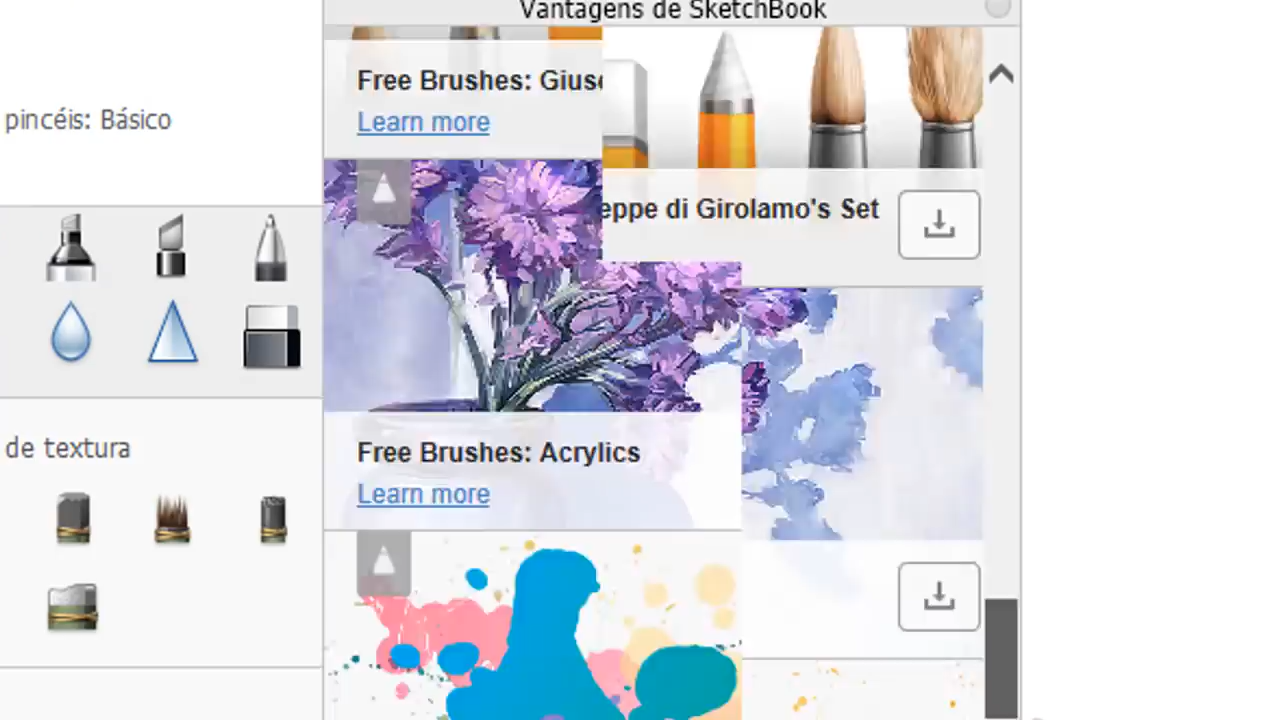 Vantagens de SketchBook
pincéis: Básico
Free Brushes: Gius
eppe di Girolamo's Set
Learn more
de textura
Free Brushes: Acrylics
Learn more